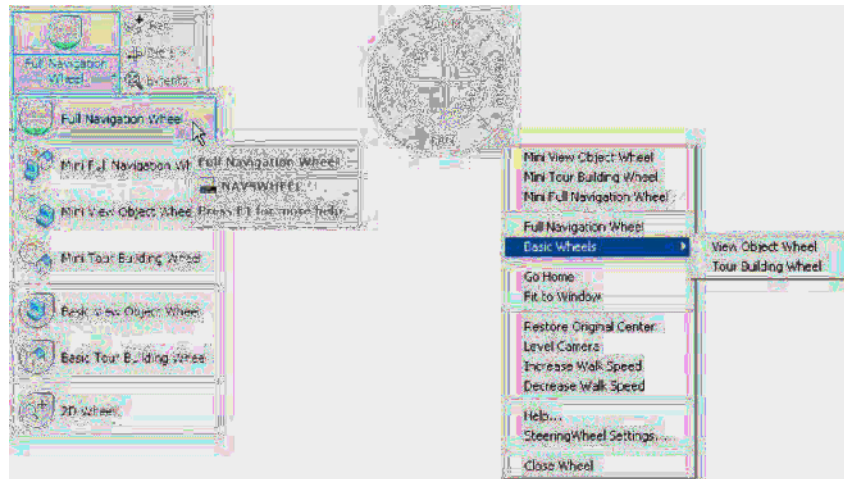 Pan
Extents
Full Navigation
Wheel
Full Navigation Wheel
Mini Full Navigation Wh
Mini View Object Whee
Mini Tour Building Wheel
Basic View Object Wheel
Basic Tour Building Wheel
2D Wheel
Full Navigation Wheel
NAVSWHEEL
Press F1 for more help
Mini View Object Wheel
Mini Tour Building Wheel
Mini Full Navigation Wheel
Full Navigation Wheel
Basic Wheels
View Object Wheel
Tour Building Wheel
Go Home
Fit to Window
Restore Original Center
Level Camera
Increase Walk Speed
Decrease Walk Speed
Help...
SteeringWheel Settings...
Close Wheel